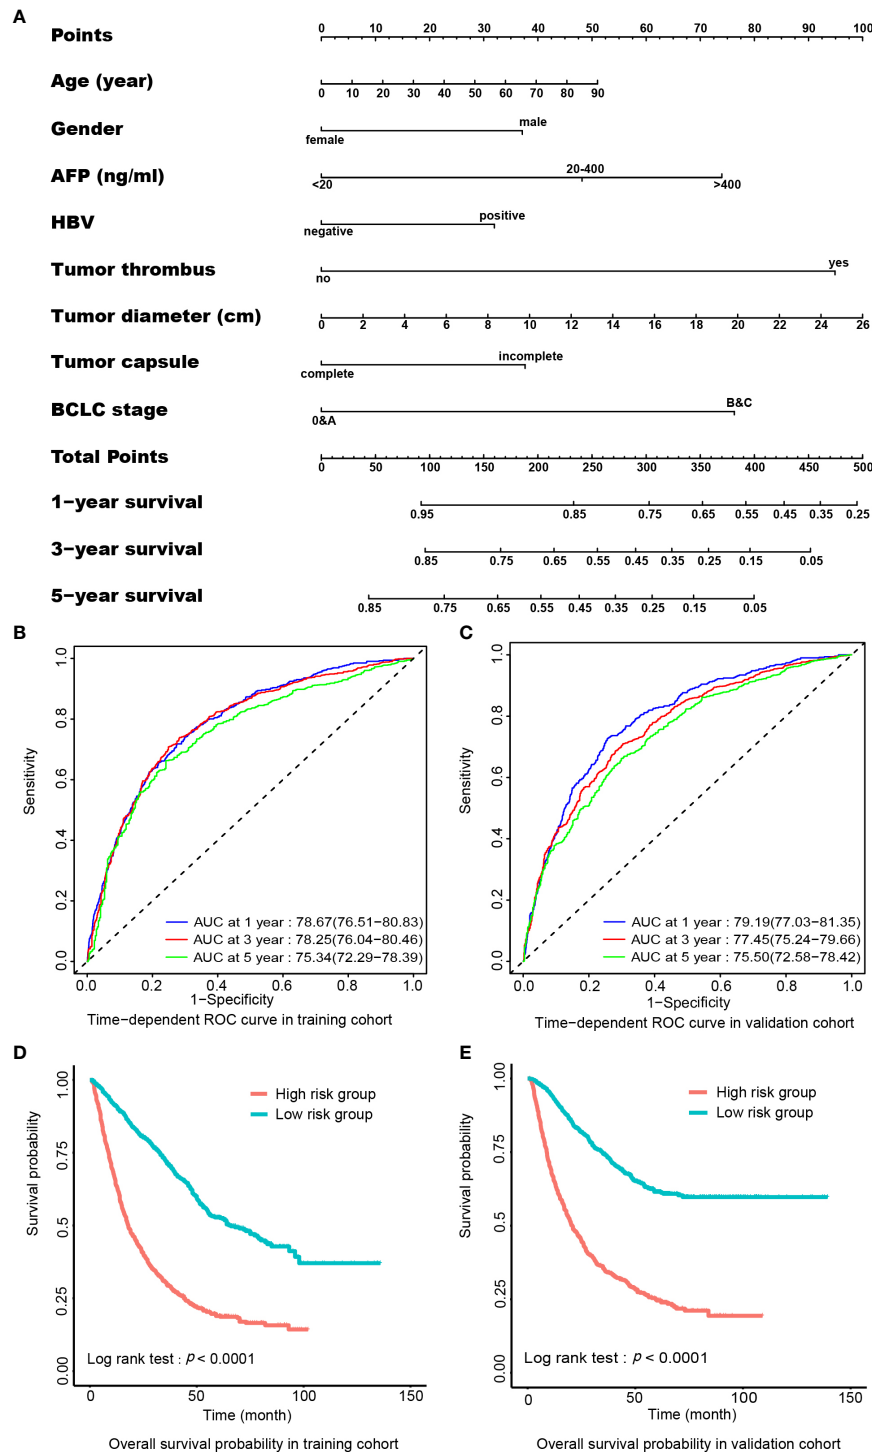 A
Points
0 10 20 30 40 50 60 70 80 90 100
Age (year)
0 10 20 30 40 50 60 70 80 90
Gender
male
female
AFP (ng/ml)
20-400
<20 >400
HBV
positive
negative
Tumor thrombus
yes
no
Tumor diameter (cm)
0 2 4 6 8 10 12 14 16 18 20 22 24 26
Tumor capsule
incomplete
complete
BCLC stage
B&C
0&A
Total Points
0 50 100 150 200 250 300 350 400 450 500
1−year survival
0.95 0.85 0.75 0.65 0.55 0.45 0.35 0.25
3−year survival
0.85 0.75 0.65 0.55 0.45 0.35 0.25 0.15 0.05
5−year survival
0.85 0.75 0.65 0.55 0.45 0.35 0.25 0.15 0.05
B
Sensitivity
1.0
0.8
0.6
0.4
0.2
0.0
AUC at 1 year : 78.67(76.51−80.83)
AUC at 3 year : 78.25(76.04−80.46)
AUC at 5 year : 75.34(72.29−78.39)
0.0 0.2 0.4 0.6 0.8 1.0
1−Specificity
Time−dependent ROC curve in training cohort
C
Sensitivity
1.0
0.8
0.6
0.4
0.2
0.0
AUC at 1 year : 79.19(77.03−81.35)
AUC at 3 year : 77.45(75.24−79.66)
AUC at 5 year : 75.50(72.58−78.42)
0.0 0.2 0.4 0.6 0.8 1.0
1−Specificity
Time−dependent ROC curve in validation cohort
D
Survival probability
1.00
0.75
0.5
0.25
0.00
High risk group
Low risk group
Log rank test : p < 0.0001
0 50 100 150
Time (month)
Overall survival probability in training cohort
E
Survival probability
1.00
0.75
0.5
0.25
0.00
High risk group
Low risk group
Log rank test : p < 0.0001
0 50 100 150
Time (month)
Overall survival probability in validation cohort